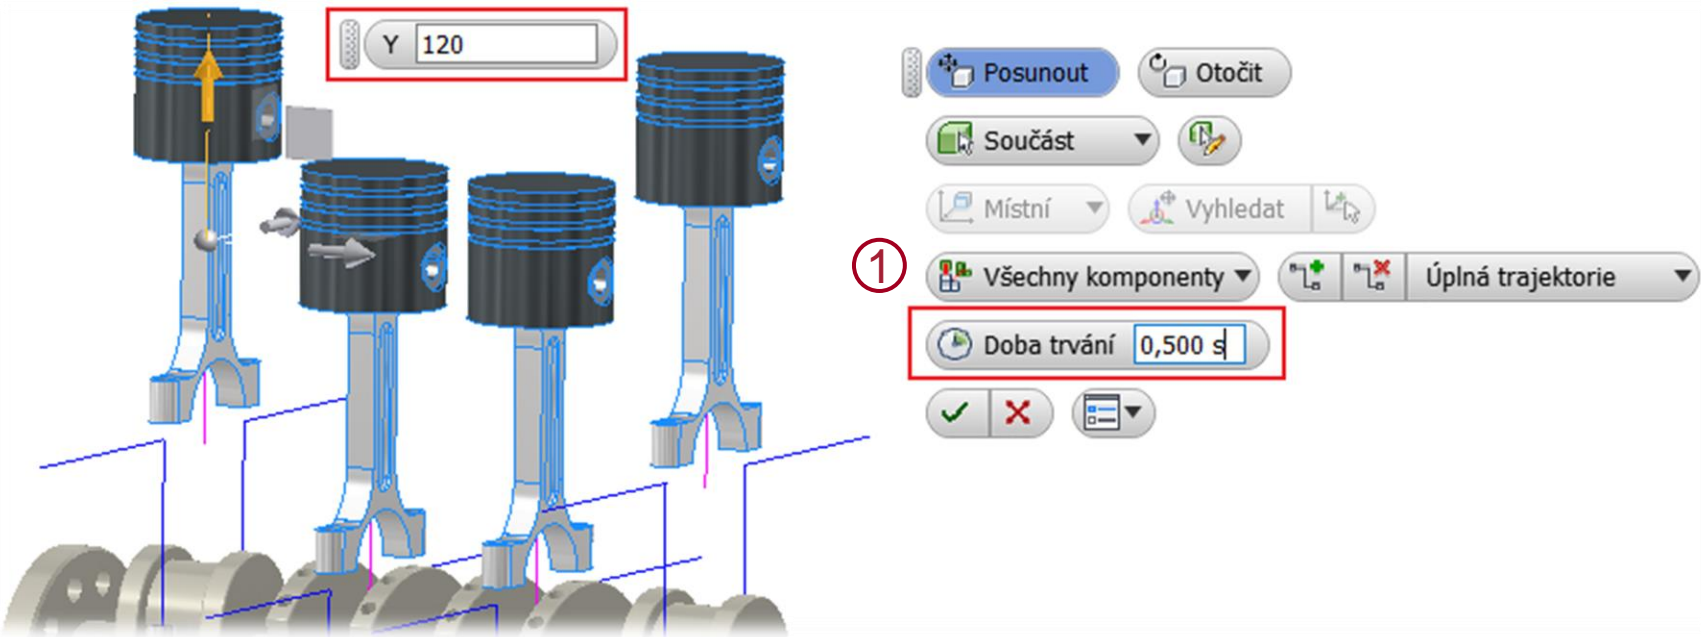 Y 120
Posunout Otočit
Součást
Místní Vyhledat
① Všechny komponenty Úplná trajektorie
Doba trvání 0,500 s